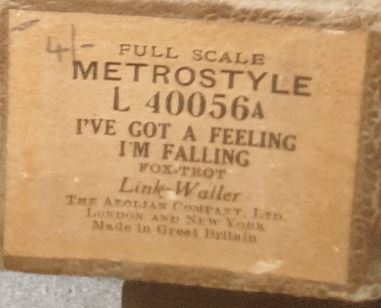 4/-
FULL SCALE
METROSTYLE
L 40056A
I'VE GOT A FEELING
I'M FALLING
FOX-TROT
Link-Waller
THE AEOLIAN COMPANY, LTD.
LONDON AND NEW YORK
Made in Great Britain